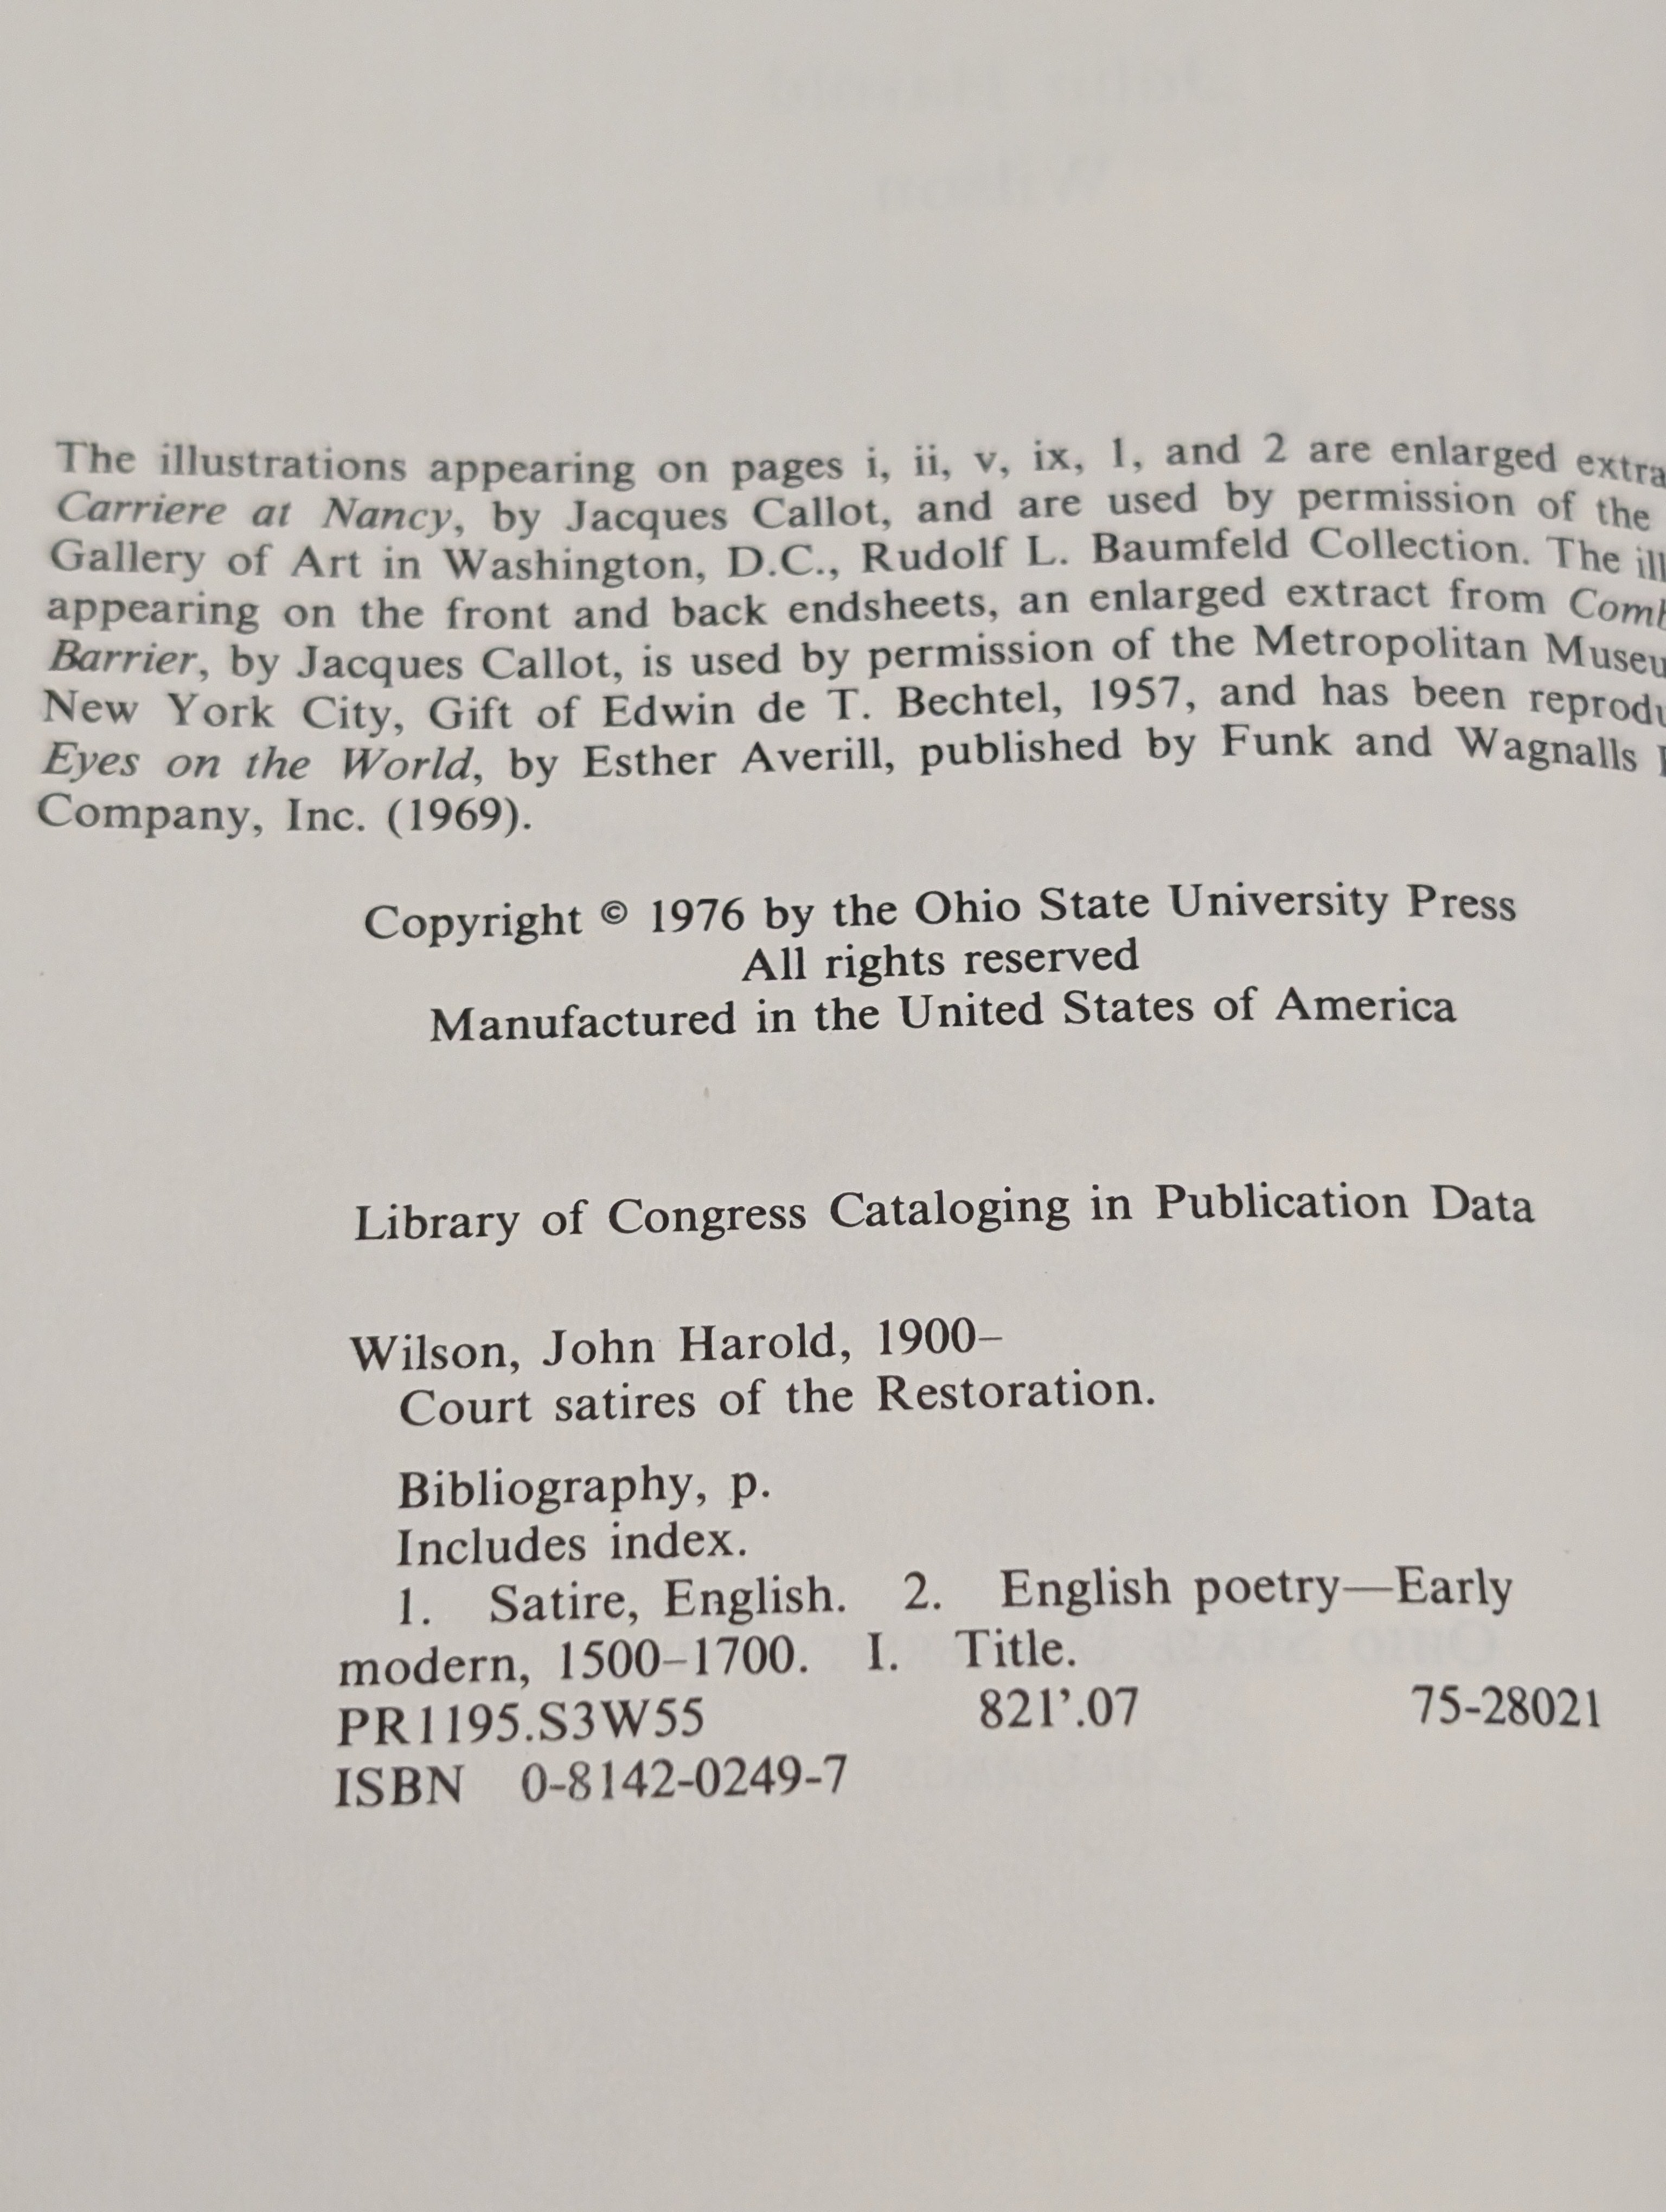 The illustrations appearing on pages i, ii, v, ix, 1, and 2 are enlarged
Carriere at Nancy, by Jacques Callot, and are used by permission of the
Gallery of Art in Washington, D.C., Rudolf L. Baumfeld Collection. The
appearing on the front and back endsheets, an enlarged extract from
Barrier, by Jacques Callot, is used by permission of the Metropolitan
New York City, Gift of Edwin de T. Bechtel, 1957, and has been
Eyes on the World, by Esther Averill, published by Funk and Wagnalls
Company, Inc. (1969).
Copyright © 1976 by the Ohio State University Press
All rights reserved
Manufactured in the United States of America
Library of Congress Cataloging in Publication Data
Wilson, John Harold, 1900–
Court satires of the Restoration.
Bibliography, p.
Includes index.
1. Satire, English. 2. English poetry—Early
modern, 1500–1700. I. Title.
PR1195.S3W55 821’.07 75-28021
ISBN 0-8142-0249-7